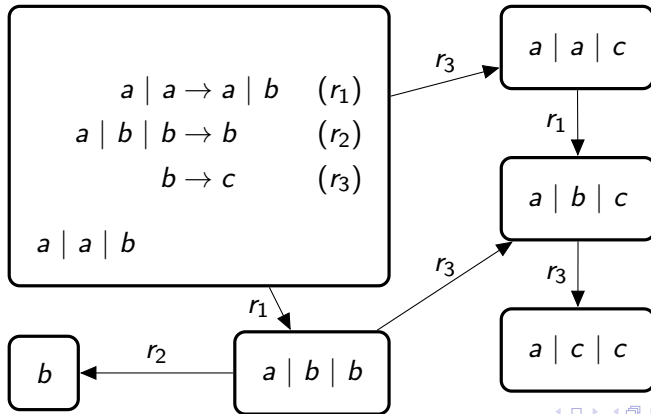 a | a → a | b (r₁)
a | b | b → b (r₂)
b → c (r₃)
a | a | b
r₃
a | a | c
r₁
a | b | c
r₃
r₃
r₁
a | c | c
a | b | b
r₂
b